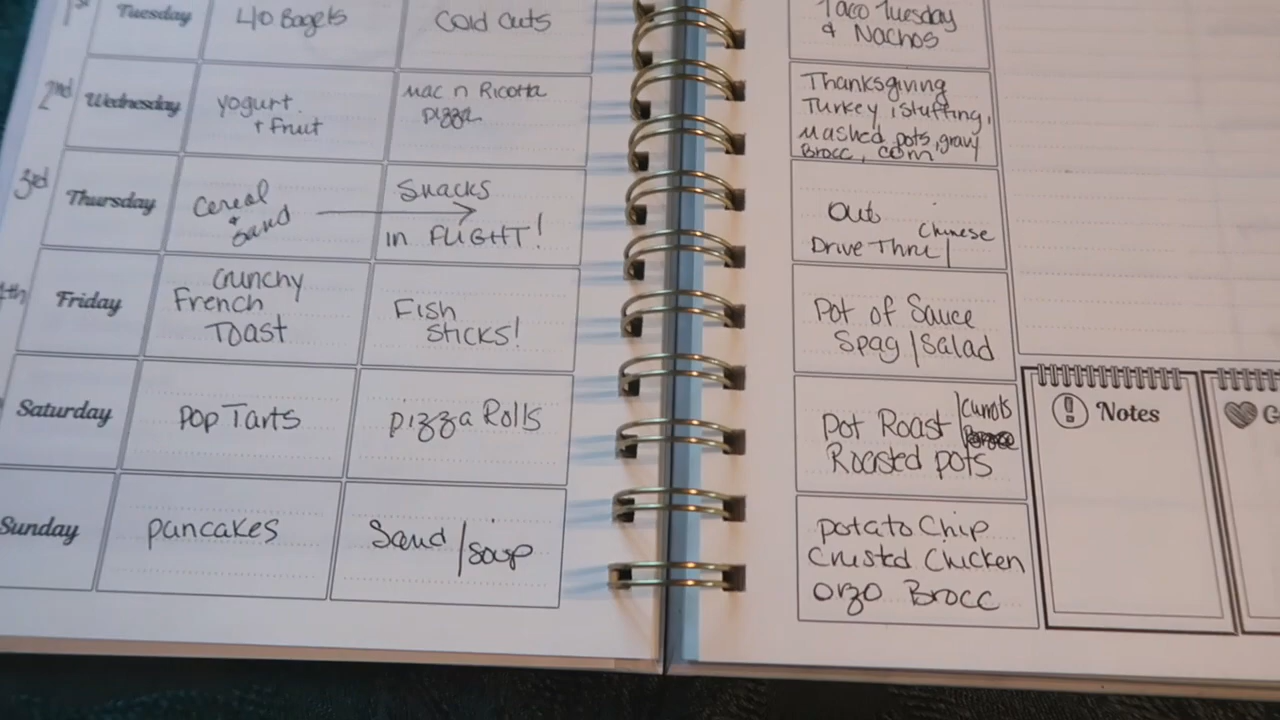 Tuesday
L/O Bagels
Cold Cuts
2nd
Wednesday
yogurt
+ Fruit
Mac n Ricotta
pizza
3rd
Thursday
Cereal
+ Sand
Snacks
in FLIGHT!
4th
Friday
Crunchy
French
Toast
Fish
Sticks!
Saturday
Pop Tarts
pizza Rolls
Sunday
pancakes
Sand/soup
Taco Tuesday
& Nachos
Thanksgiving
Turkey, stuffing,
Mashed pots, gravy
Brocc, corn
Out
Chinese
Drive Thru |
Pot of Sauce
Spag/Salad
Pot Roast | Carrots
Roasted pots
potato Chip
Crusted Chicken
Orzo Brocc
Notes
G